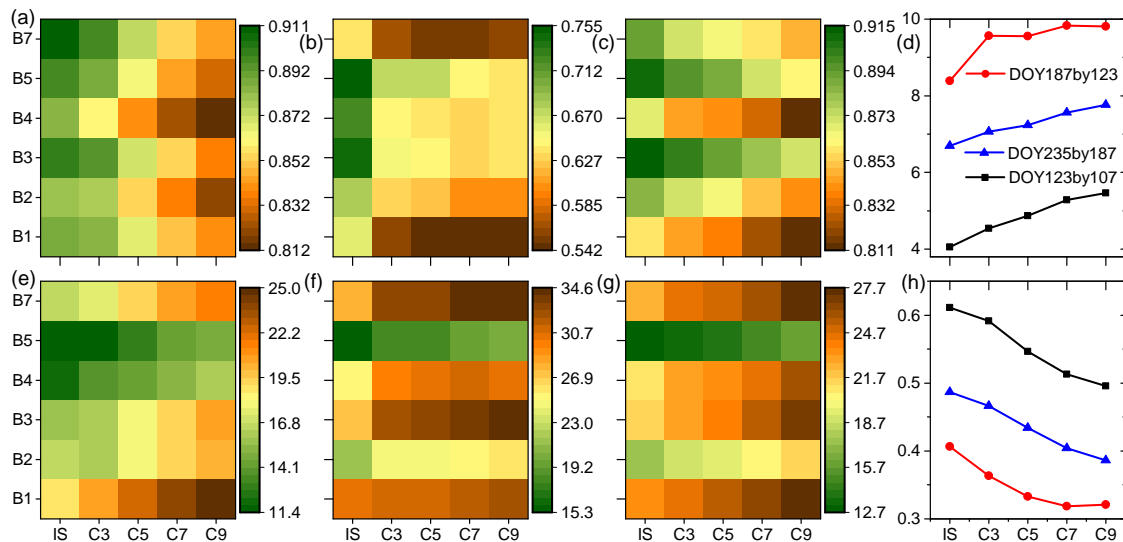 (a)
B7
B5
B4
B3
B2
B1
0.911
0.892
0.872
0.852
0.832
0.812
(b)
0.755
0.712
0.670
0.627
0.585
0.542
(c)
0.915
0.894
0.873
0.853
0.832
0.811
(d)
10
8
6
4
DOY187by123
DOY235by187
DOY123by107
(e)
B7
B5
B4
B3
B2
B1
IS C3 C5 C7 C9
25.0
22.2
19.5
16.8
14.1
11.4
(f)
IS C3 C5 C7 C9
34.6
30.7
26.9
23.0
19.2
15.3
(g)
IS C3 C5 C7 C9
27.7
24.7
21.7
18.7
15.7
12.7
(h)
0.6
0.5
0.4
0.3
IS C3 C5 C7 C9